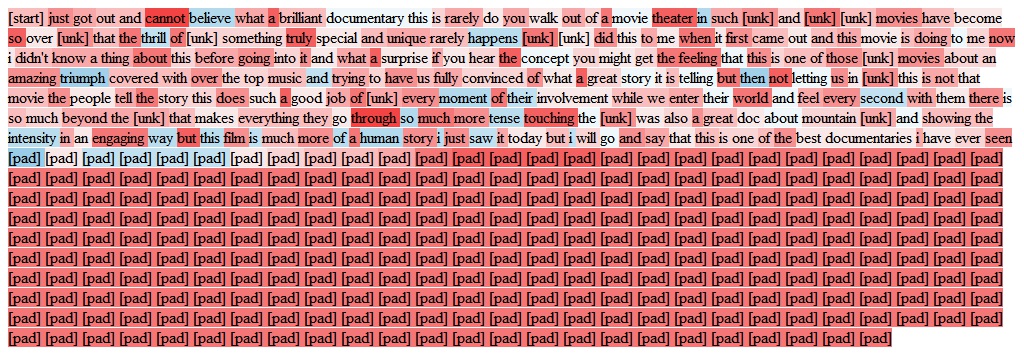 [start] just got out and cannot believe what a brilliant documentary this is rarely do you walk out of a movie theater in such [unk] and [unk] [unk] movies have become
so over [unk] that the thrill of [unk] something truly special and unique rarely happens [unk] [unk] did this to me when it first came out and this movie is doing to me now
i didn't know a thing about this before going into it and what a surprise if you hear the concept you might get the feeling that this is one of those [unk] movies about an
amazing triumph covered with over the top music and trying to have us fully convinced of what a great story it is telling but then not letting us in [unk] this is not that
movie the people tell the story this does such a good job of [unk] every moment of their involvement while we enter their world and feel every second with them there is
so much beyond the [unk] that makes everything they go through so much more tense touching the [unk] was also a great doc about mountain [unk] and showing the
intensity in an engaging way but this film is much more of a human story i just saw it today but i will go and say that this is one of the best documentaries i have ever seen
[pad] [pad] [pad] [pad] [pad] [pad] [pad] [pad] [pad] [pad] [pad] [pad] [pad] [pad] [pad] [pad] [pad] [pad] [pad] [pad] [pad] [pad] [pad] [pad] [pad] [pad] [pad]
[pad] [pad] [pad] [pad] [pad] [pad] [pad] [pad] [pad] [pad] [pad] [pad] [pad] [pad] [pad] [pad] [pad] [pad] [pad] [pad] [pad] [pad] [pad] [pad] [pad] [pad] [pad]
[pad] [pad] [pad] [pad] [pad] [pad] [pad] [pad] [pad] [pad] [pad] [pad] [pad] [pad] [pad] [pad] [pad] [pad] [pad] [pad] [pad] [pad] [pad] [pad] [pad] [pad] [pad]
[pad] [pad] [pad] [pad] [pad] [pad] [pad] [pad] [pad] [pad] [pad] [pad] [pad] [pad] [pad] [pad] [pad] [pad] [pad] [pad] [pad] [pad] [pad] [pad] [pad] [pad] [pad]
[pad] [pad] [pad] [pad] [pad] [pad] [pad] [pad] [pad] [pad] [pad] [pad] [pad] [pad] [pad] [pad] [pad] [pad] [pad] [pad] [pad] [pad] [pad] [pad] [pad] [pad] [pad]
[pad] [pad] [pad] [pad] [pad] [pad] [pad] [pad] [pad] [pad] [pad] [pad] [pad] [pad] [pad] [pad] [pad] [pad] [pad] [pad] [pad] [pad] [pad] [pad] [pad] [pad] [pad]
[pad] [pad] [pad] [pad] [pad] [pad] [pad] [pad] [pad] [pad] [pad] [pad] [pad] [pad] [pad] [pad] [pad] [pad] [pad] [pad] [pad] [pad] [pad] [pad] [pad] [pad] [pad]
[pad] [pad] [pad] [pad] [pad] [pad] [pad] [pad] [pad] [pad] [pad] [pad] [pad] [pad] [pad] [pad] [pad] [pad] [pad] [pad] [pad] [pad] [pad] [pad] [pad] [pad] [pad]
[pad] [pad] [pad] [pad] [pad] [pad] [pad] [pad] [pad] [pad] [pad] [pad] [pad] [pad] [pad] [pad] [pad] [pad] [pad] [pad] [pad] [pad] [pad] [pad] [pad] [pad] [pad]
[pad] [pad] [pad] [pad] [pad] [pad] [pad] [pad] [pad] [pad] [pad] [pad] [pad] [pad] [pad] [pad] [pad] [pad] [pad] [pad] [pad] [pad] [pad] [pad]